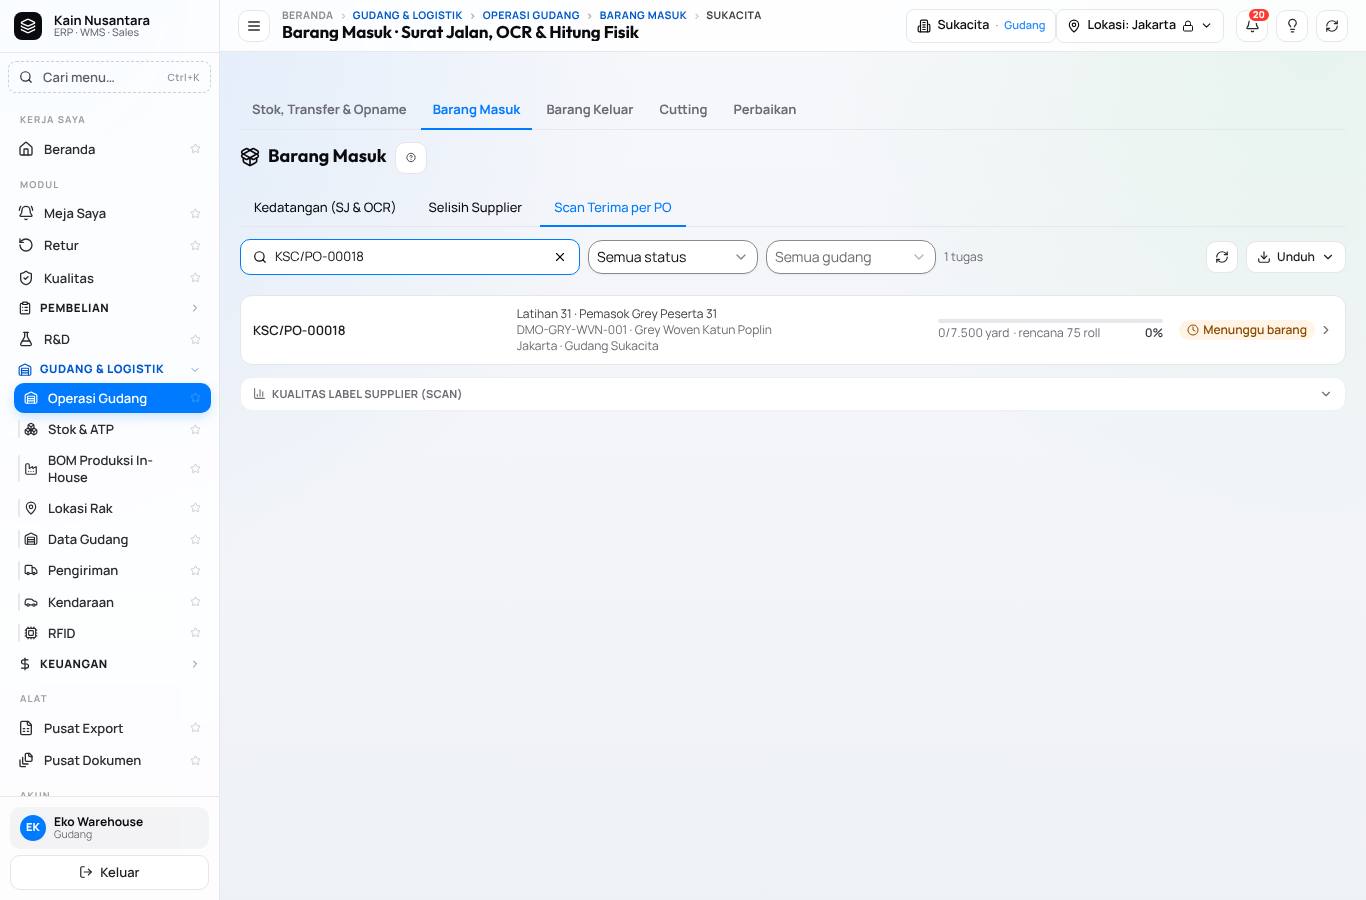 Kain Nusantara
ERP · WMS · Sales
Cari menu... Ctrl+K
KERJA SAYA
Beranda
MODUL
Meja Saya
Retur
Kualitas
PEMBELIAN
R&D
GUDANG & LOGISTIK
Operasi Gudang
Stok & ATP
BOM Produksi In-
House
Lokasi Rak
Data Gudang
Pengiriman
Kendaraan
RFID
KEUANGAN
ALAT
Pusat Export
Pusat Dokumen
AKUN
EK
Eko Warehouse
Gudang
Keluar
BERANDA › GUDANG & LOGISTIK › OPERASI GUDANG › BARANG MASUK › SUKACITA
Barang Masuk · Surat Jalan, OCR & Hitung Fisik
Sukacita · Gudang
Lokasi: Jakarta
20
Stok, Transfer & Opname
Barang Masuk
Barang Keluar
Cutting
Perbaikan
Barang Masuk
Kedatangan (SJ & OCR)
Selisih Supplier
Scan Terima per PO
KSC/PO-00018
Semua status
Semua gudang
1 tugas
Unduh
KSC/PO-00018
Latihan 31 · Pemasok Grey Peserta 31
DMO-GRY-WVN-001 · Grey Woven Katun Poplin
Jakarta · Gudang Sukacita
0/7.500 yard · rencana 75 roll 0%
Menunggu barang
KUALITAS LABEL SUPPLIER (SCAN)